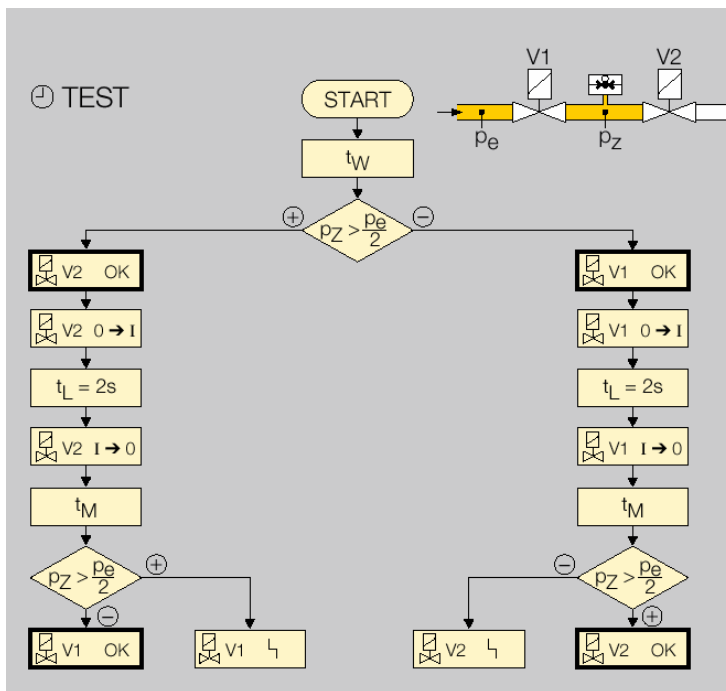 V1 V2
TEST
START
pe pz
tW
+ −
pZ > pe/2
V2 OK
V1 OK
V2 0 ➔ I
V1 0 ➔ I
tL = 2s
tL = 2s
V2 I ➔ 0
V1 I ➔ 0
tM
tM
pZ > pe/2 +
− pZ > pe/2
−
+
V1 OK
V1
V2
V2 OK